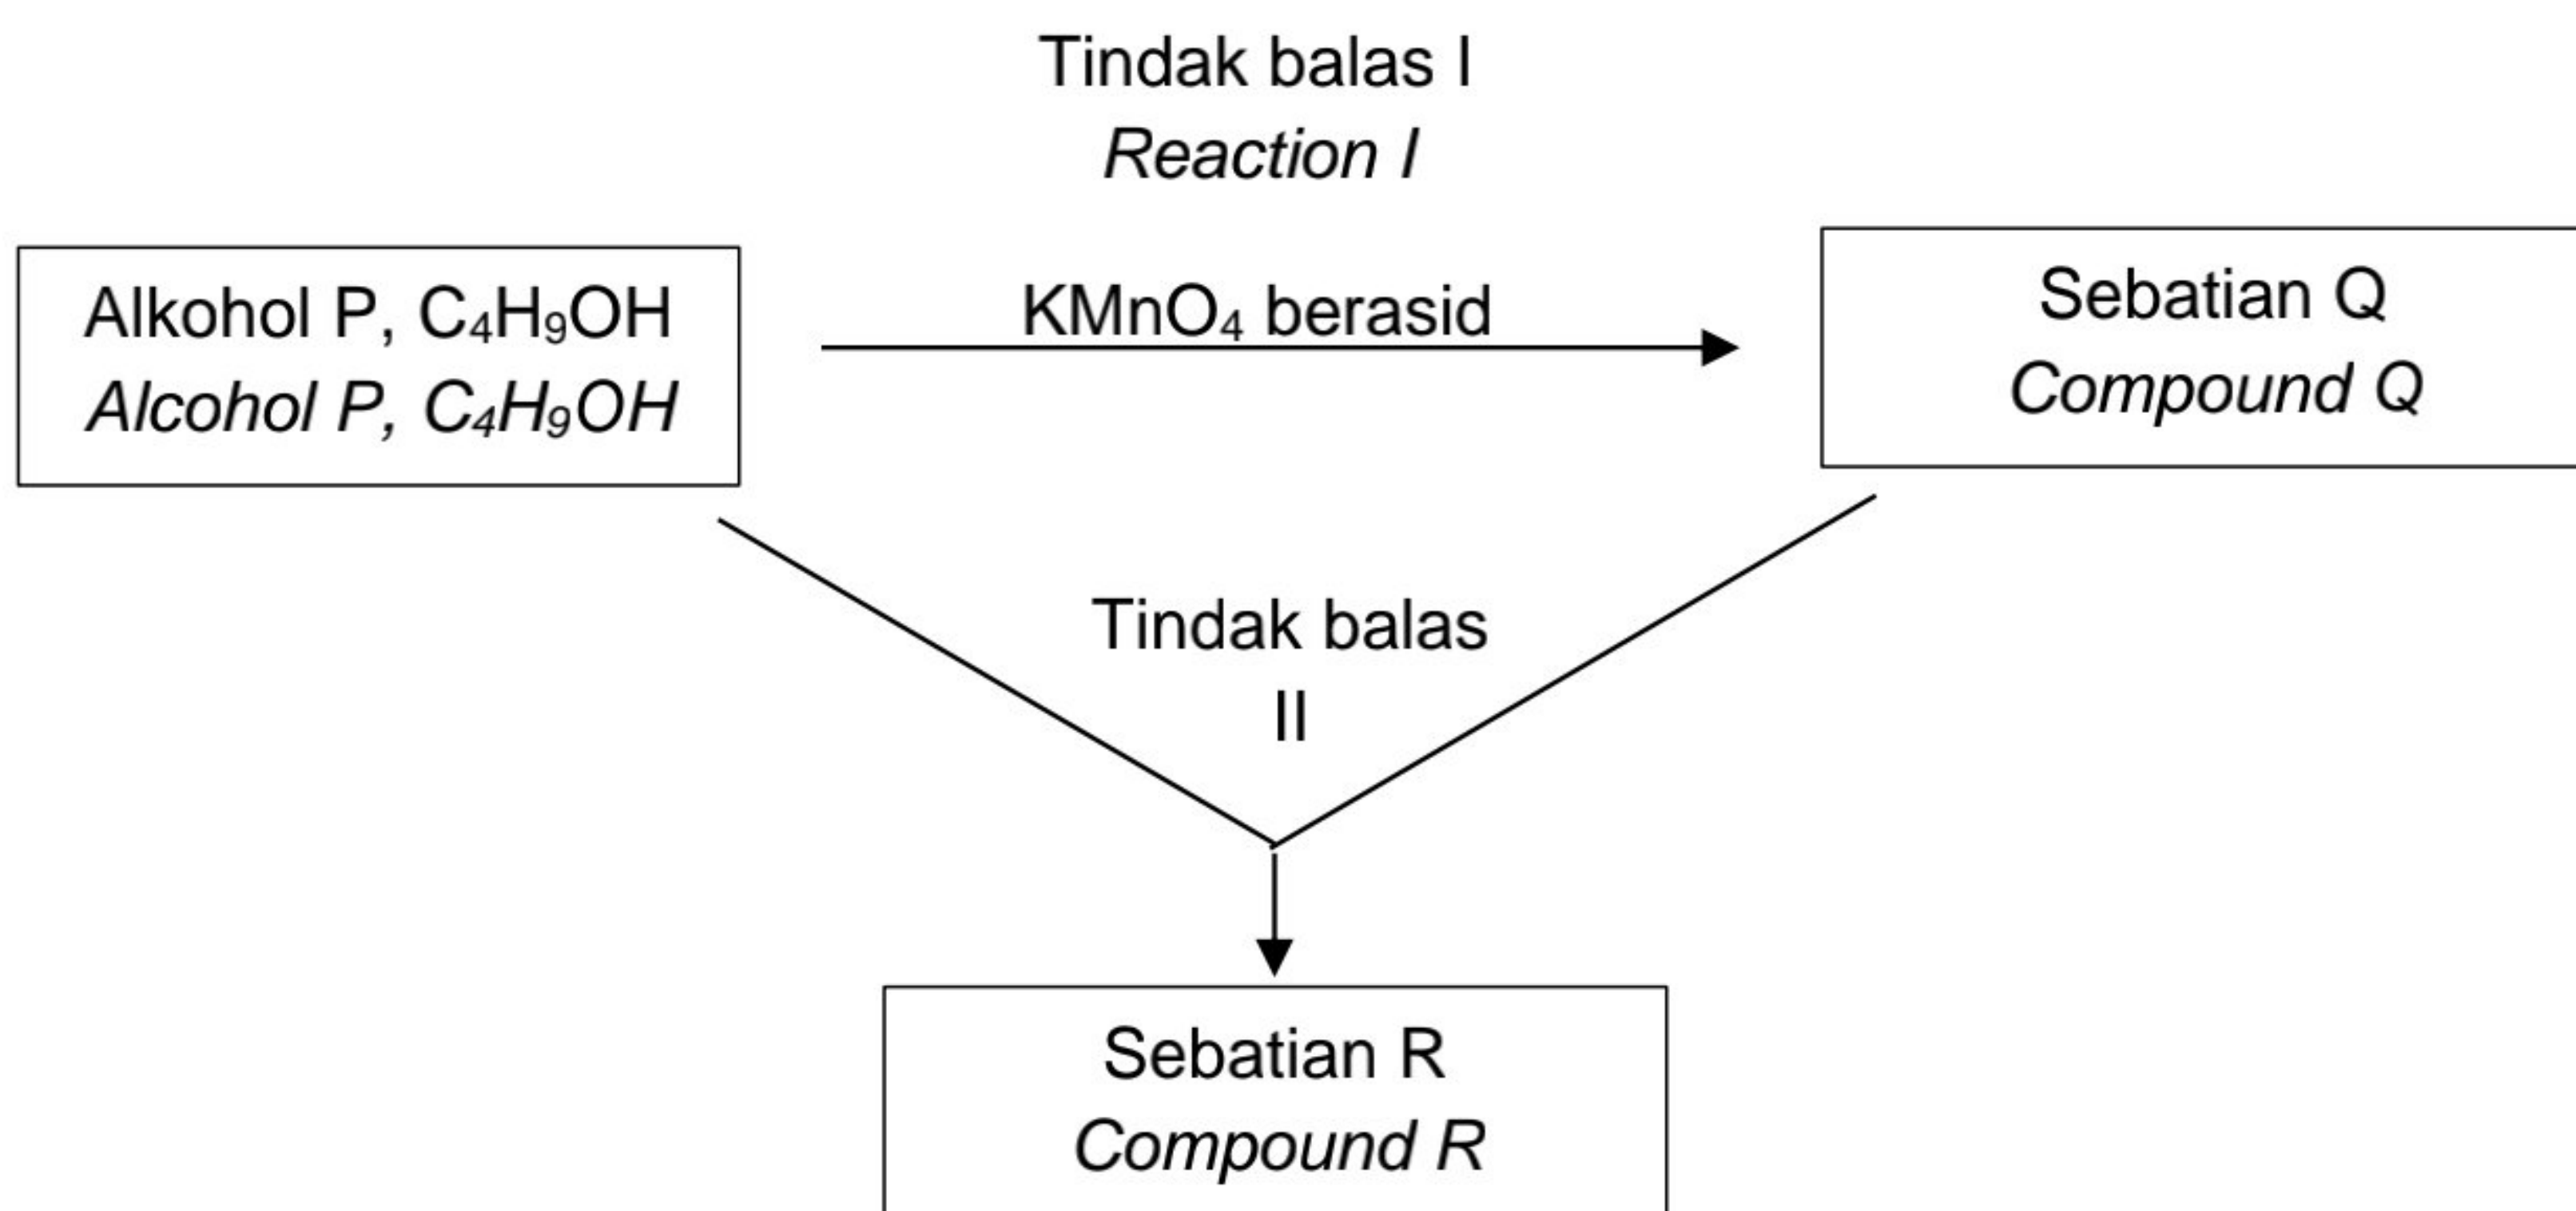 Tindak balas I
Reaction I
Alkohol P, C₄H₉OH
Alcohol P, C₄H₉OH
KMnO₄ berasid
Sebatian Q
Compound Q
Tindak balas
II
Sebatian R
Compound R